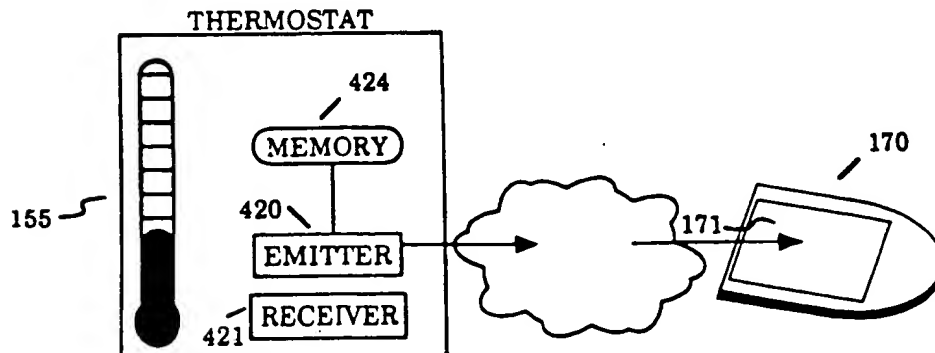 THERMOSTAT
424
MEMORY
170
155
420
171
EMITTER
421
RECEIVER